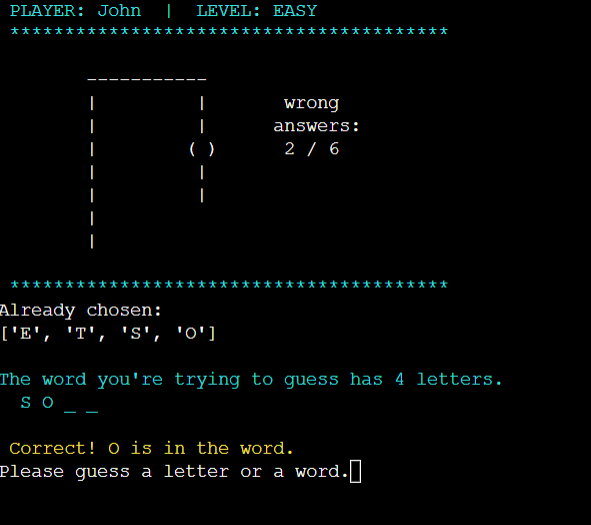 PLAYER: John | LEVEL: EASY
****************************************
___________
| | wrong
| | answers:
| ( ) 2 / 6
| |
| |
|
|
****************************************
Already chosen:
['E', 'T', 'S', 'O']
The word you're trying to guess has 4 letters.
S O _ _
Correct! O is in the word.
Please guess a letter or a word.